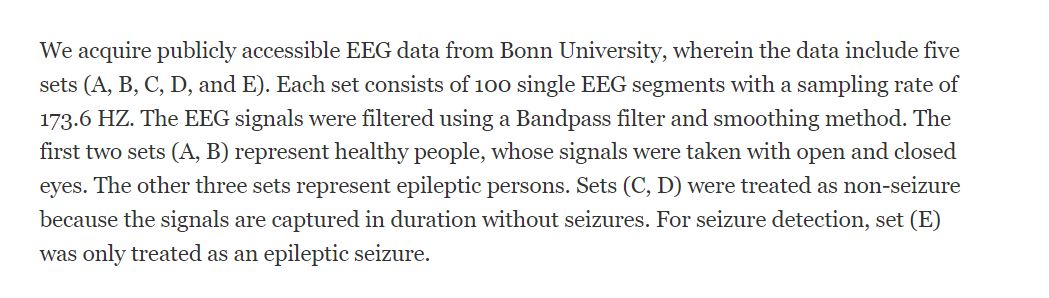 We acquire publicly accessible EEG data from Bonn University, wherein the data include five
sets (A, B, C, D, and E). Each set consists of 100 single EEG segments with a sampling rate of
173.6 HZ. The EEG signals were filtered using a Bandpass filter and smoothing method. The
first two sets (A, B) represent healthy people, whose signals were taken with open and closed
eyes. The other three sets represent epileptic persons. Sets (C, D) were treated as non-seizure
because the signals are captured in duration without seizures. For seizure detection, set (E)
was only treated as an epileptic seizure.